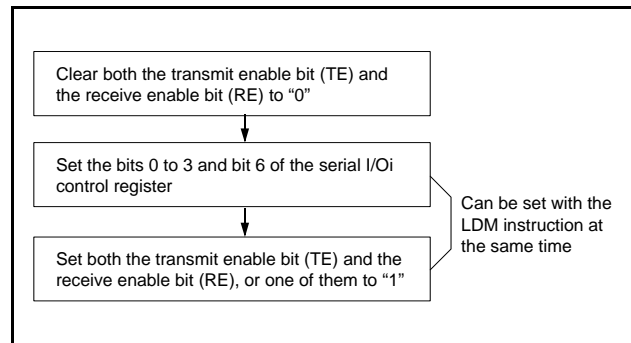 Clear both the transmit enable bit (TE) and
the receive enable bit (RE) to “0”
Set the bits 0 to 3 and bit 6 of the serial I/Oi
control register
Can be set with the
LDM instruction at
the same time
Set both the transmit enable bit (TE) and the
receive enable bit (RE), or one of them to “1”